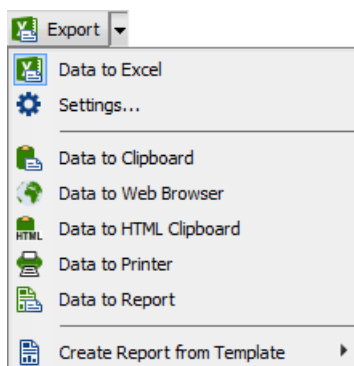 Export
Data to Excel
Settings...
Data to Clipboard
Data to Web Browser
HTML Data to HTML Clipboard
Data to Printer
Data to Report
Create Report from Template